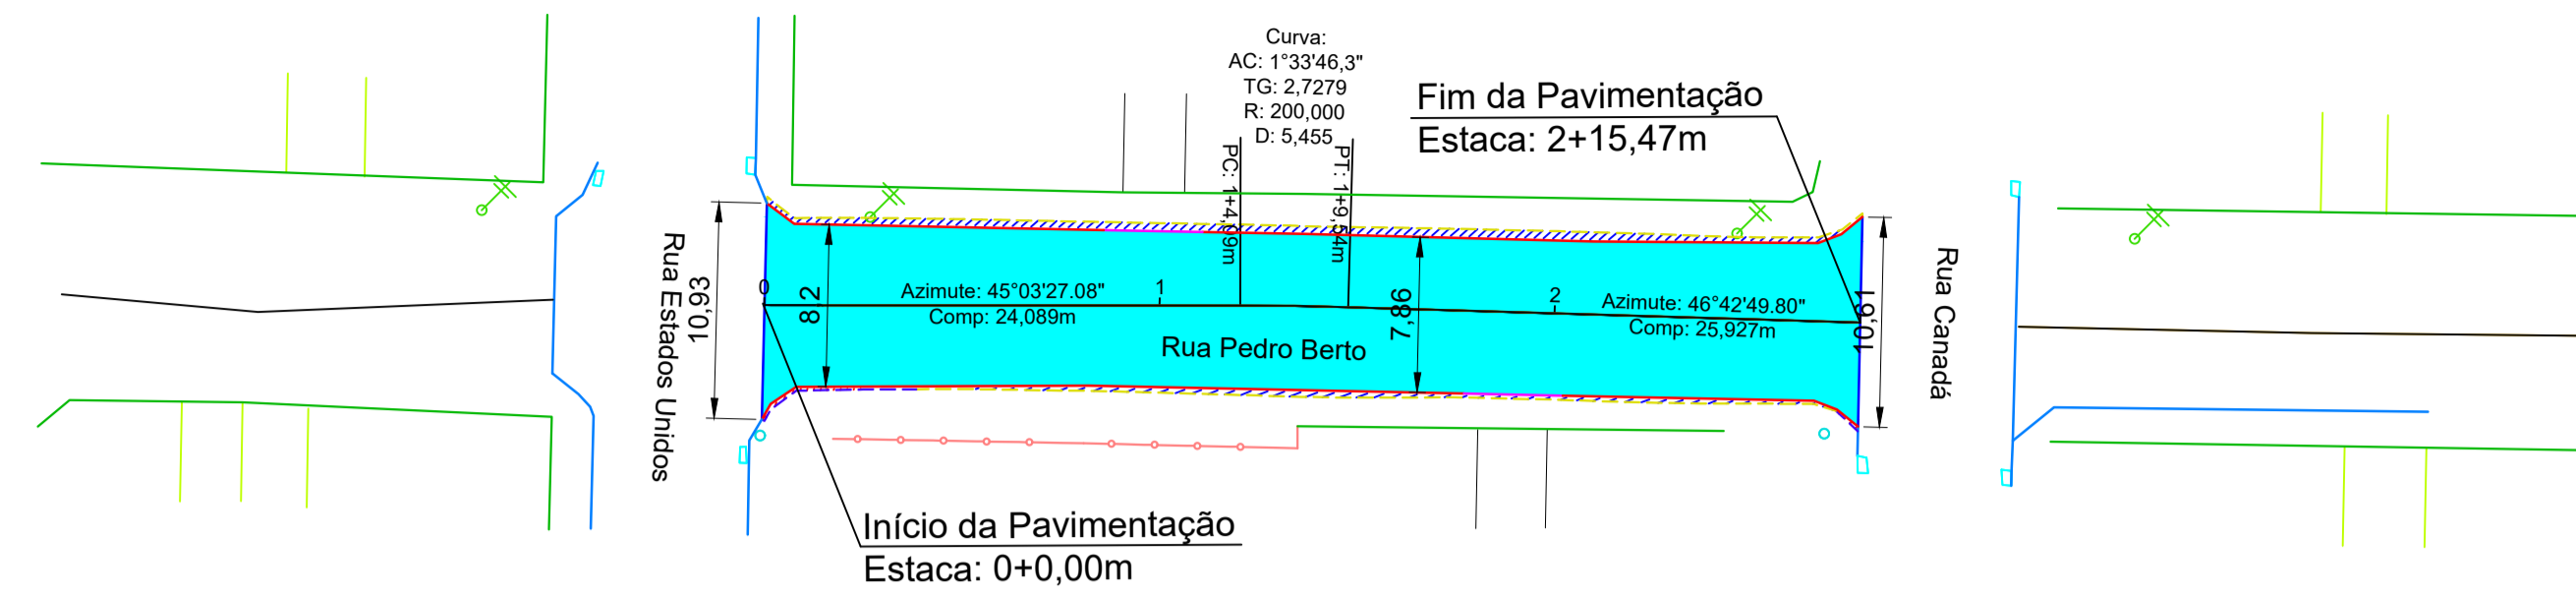 Curva:
AC: 1°33'46,3"
TG: 2,7279
R: 200,000
D: 5,455
PC: 1+4,09m
PT: 1+9,54m
Fim da Pavimentação
Estaca: 2+15,47m
Rua Estados Unidos
10,93
0
8,2
Azimute: 45°03'27.08"
Comp: 24,089m
1
Rua Pedro Berto
7,86
2
Azimute: 46°42'49.80"
Comp: 25,927m
10,61
Rua Canadá
Início da Pavimentação
Estaca: 0+0,00m